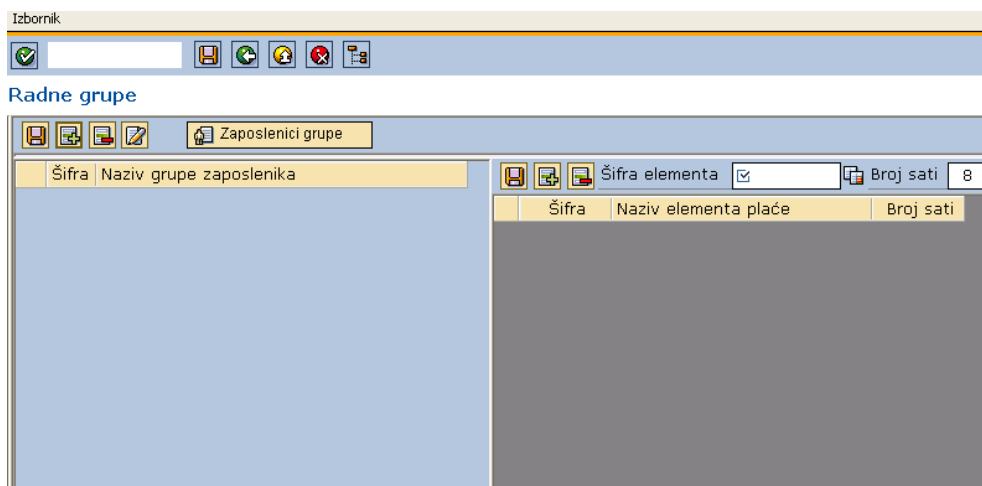 Izbornik
Radne grupe
Zaposlenici grupe
Šifra Naziv grupe zaposlenika
Šifra elementa Broj sati 8
Šifra Naziv elementa plaće Broj sati